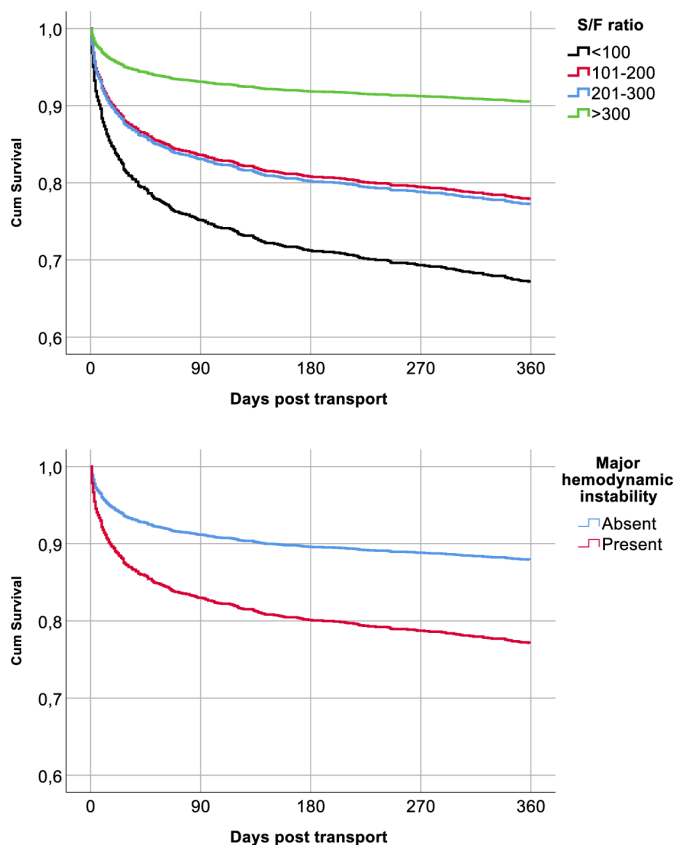 S/F ratio
<100
101-200
201-300
>300
1,0
0,9
0,8
0,7
0,6
Cum Survival
0 90 180 270 360
Days post transport
Major
hemodynamic
instability
Absent
Present
1,0
0,9
0,8
0,7
0,6
Cum Survival
0 90 180 270 360
Days post transport